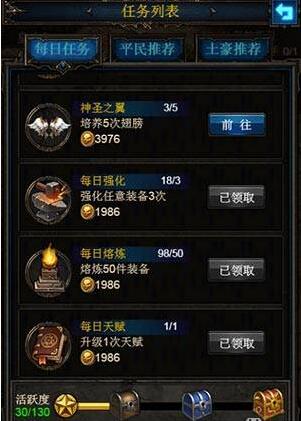 任务列表
每日任务 平民推荐 土豪推荐
神圣之翼 3/5
培养5次翅膀
3976
前往
每日强化 18/3
强化任意装备3次
1986
已领取
每日熔炼 98/50
熔炼50件装备
1986
已领取
每日天赋 1/1
升级1次天赋
1986
已领取
活跃度
30/130